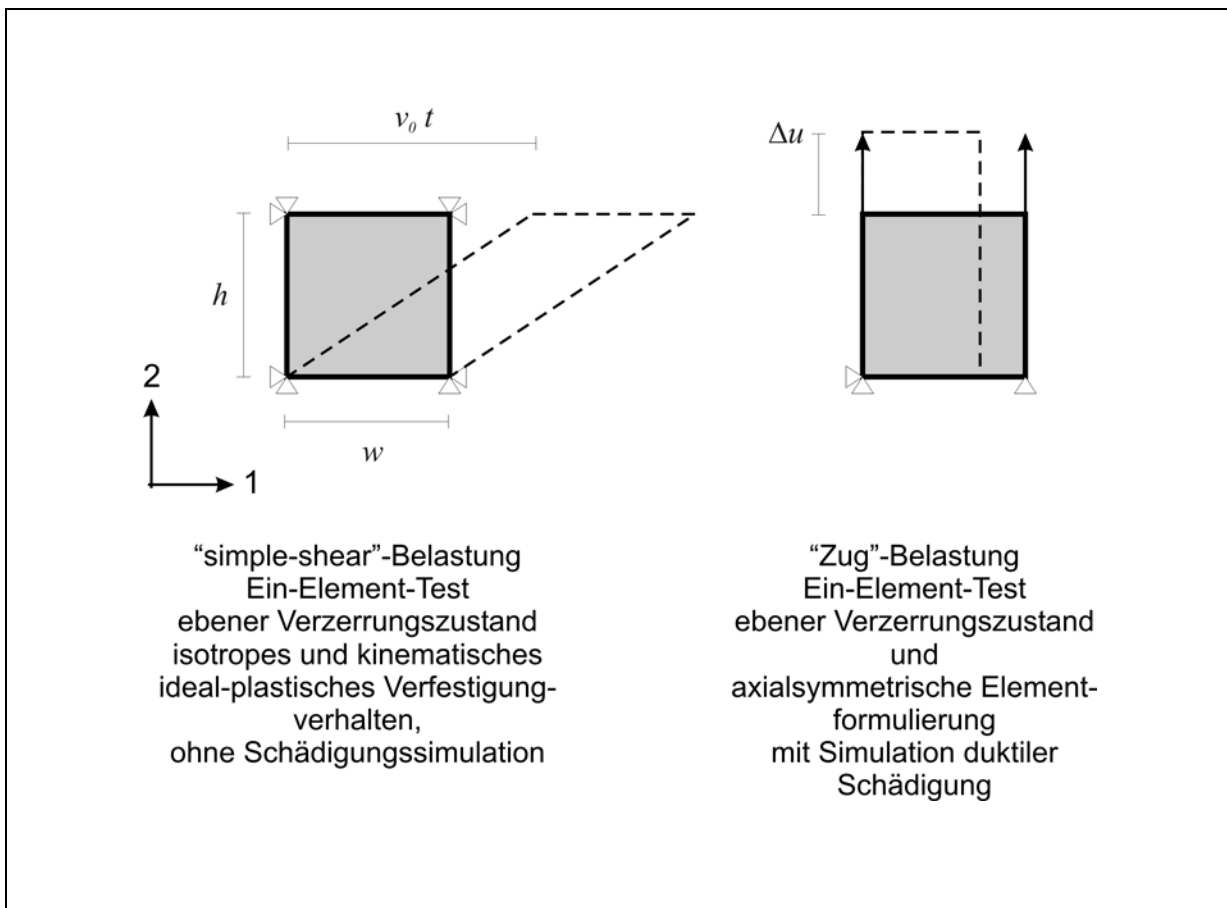 v₀ t
Δu
h
2
1
w
“simple-shear”-Belastung
Ein-Element-Test
ebener Verzerrungszustand
isotropes und kinematisches
ideal-plastisches Verfestigung-
verhalten,
ohne Schädigungssimulation
“Zug”-Belastung
Ein-Element-Test
ebener Verzerrungszustand
und
axialsymmetrische Element-
formulierung
mit Simulation duktiler
Schädigung